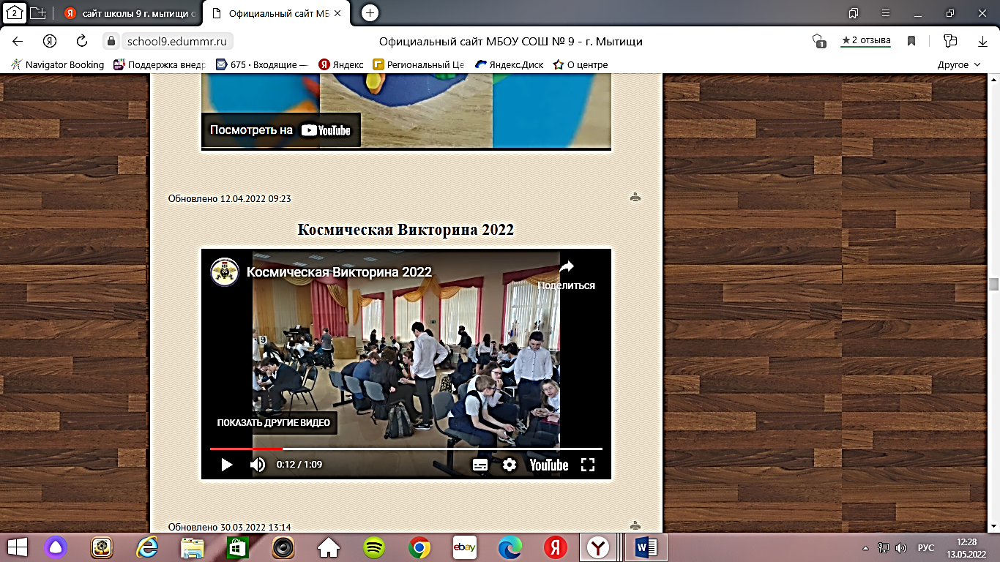 2
сайт школы 9 г. мытищи о
Официальный сайт МБ
school9.edummr.ru
Официальный сайт МБОУ СОШ № 9 - г. Мытищи
1
★2 отзыва
Navigator Booking
Поддержка внедр
675 · Входящие —
Яндекс
Региональный Це
Яндекс.Диск
О центре
Другое
Посмотреть на YouTube
Обновлено 12.04.2022 09:23
Космическая Викторина 2022
Космическая Викторина 2022
Поделиться
9
ПОКАЗАТЬ ДРУГИЕ ВИДЕО
0:12 / 1:09
YouTube
Обновлено 30.03.2022 13:14
ebay
РУС
12:28
13.05.2022